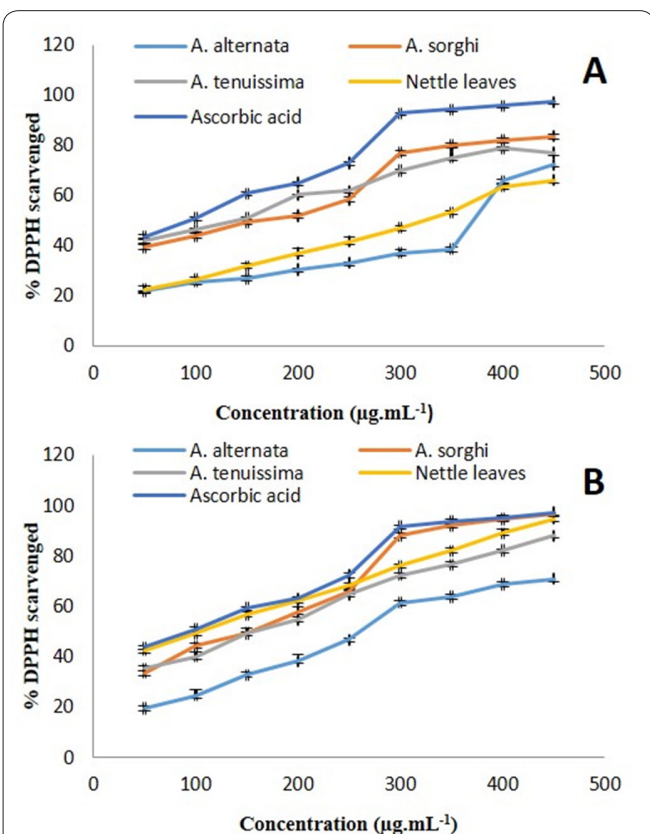 120
100
80
60
40
20
0
% DPPH scarvenged
A. alternata
A. sorghi
A. tenuissima
Nettle leaves
Ascorbic acid
A
0 100 200 300 400 500
Concentration (µg.mL-1)
120
100
80
60
40
20
0
% DPPH scarvenged
A. alternata
A. sorghi
A. tenuissima
Nettle leaves
Ascorbic acid
B
0 100 200 300 400 500
Concentration (µg.mL-1)